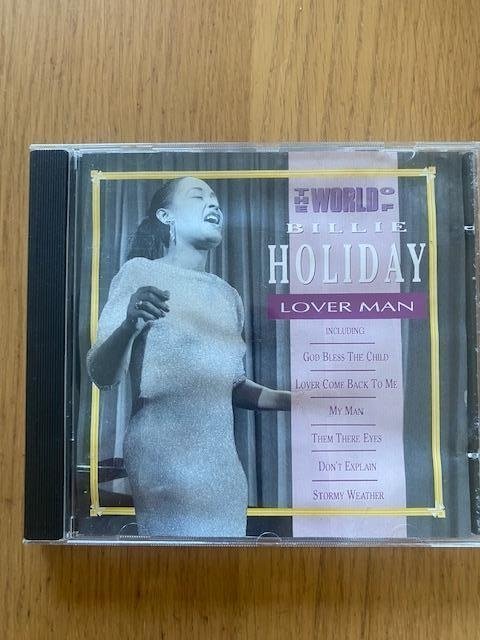 THE WORLD OF
BILLIE
HOLIDAY
LOVER MAN
INCLUDING
GOD BLESS THE CHILD
LOVER COME BACK TO ME
MY MAN
THEM THERE EYES
DON'T EXPLAIN
STORMY WEATHER